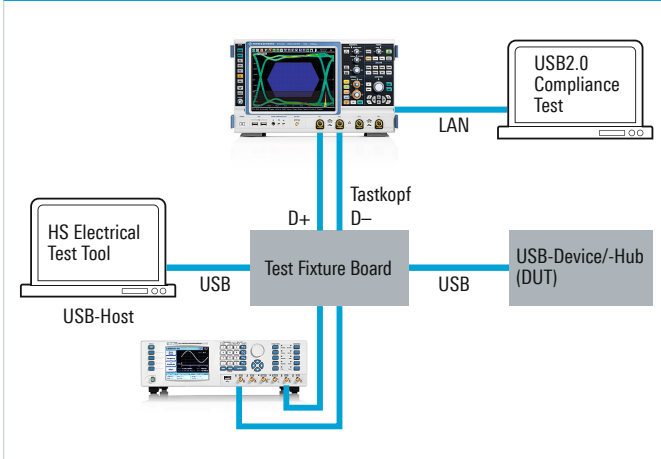 USB2.0
Compliance
Test
LAN
Tastkopf
D+
D–
HS Electrical
Test Tool
USB
Test Fixture Board
USB
USB-Device/-Hub
(DUT)
USB-Host